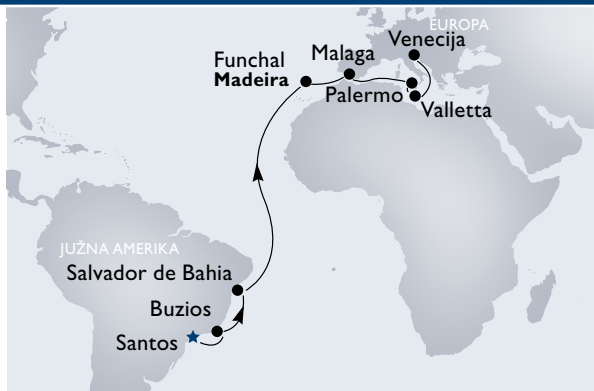 EUROPA
Venecija
Malaga
Funchal
Madeira
Palermo
Valletta
JUŽNA AMERIKA
Salvador de Bahia
Buzios
Santos